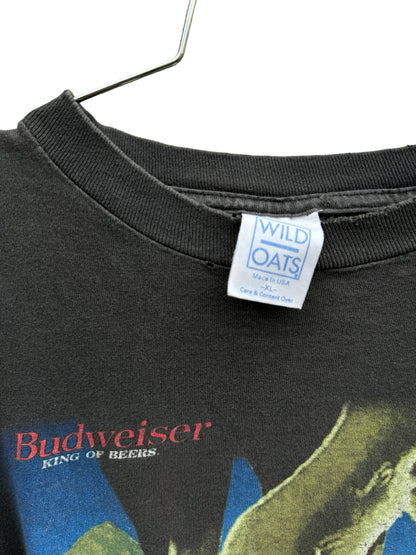 WILD
OATS
Made In USA
-XL-
Care & Content Over
Budweiser
KING OF BEERS.